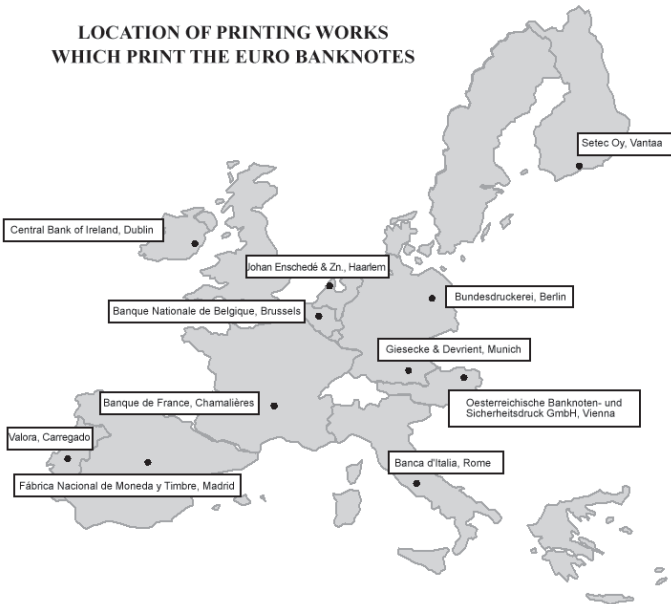 LOCATION OF PRINTING WORKS
WHICH PRINT THE EURO BANKNOTES
Setec Oy, Vantaa
Central Bank of Ireland, Dublin
Johan Enschedé & Zn., Haarlem
Bundesdruckerei, Berlin
Banque Nationale de Belgique, Brussels
Giesecke & Devrient, Munich
Banque de France, Chamalières
Oesterreichische Banknoten- und
Sicherheitsdruck GmbH, Vienna
Valora, Carregado
Banca d'Italia, Rome
Fábrica Nacional de Moneda y Timbre, Madrid